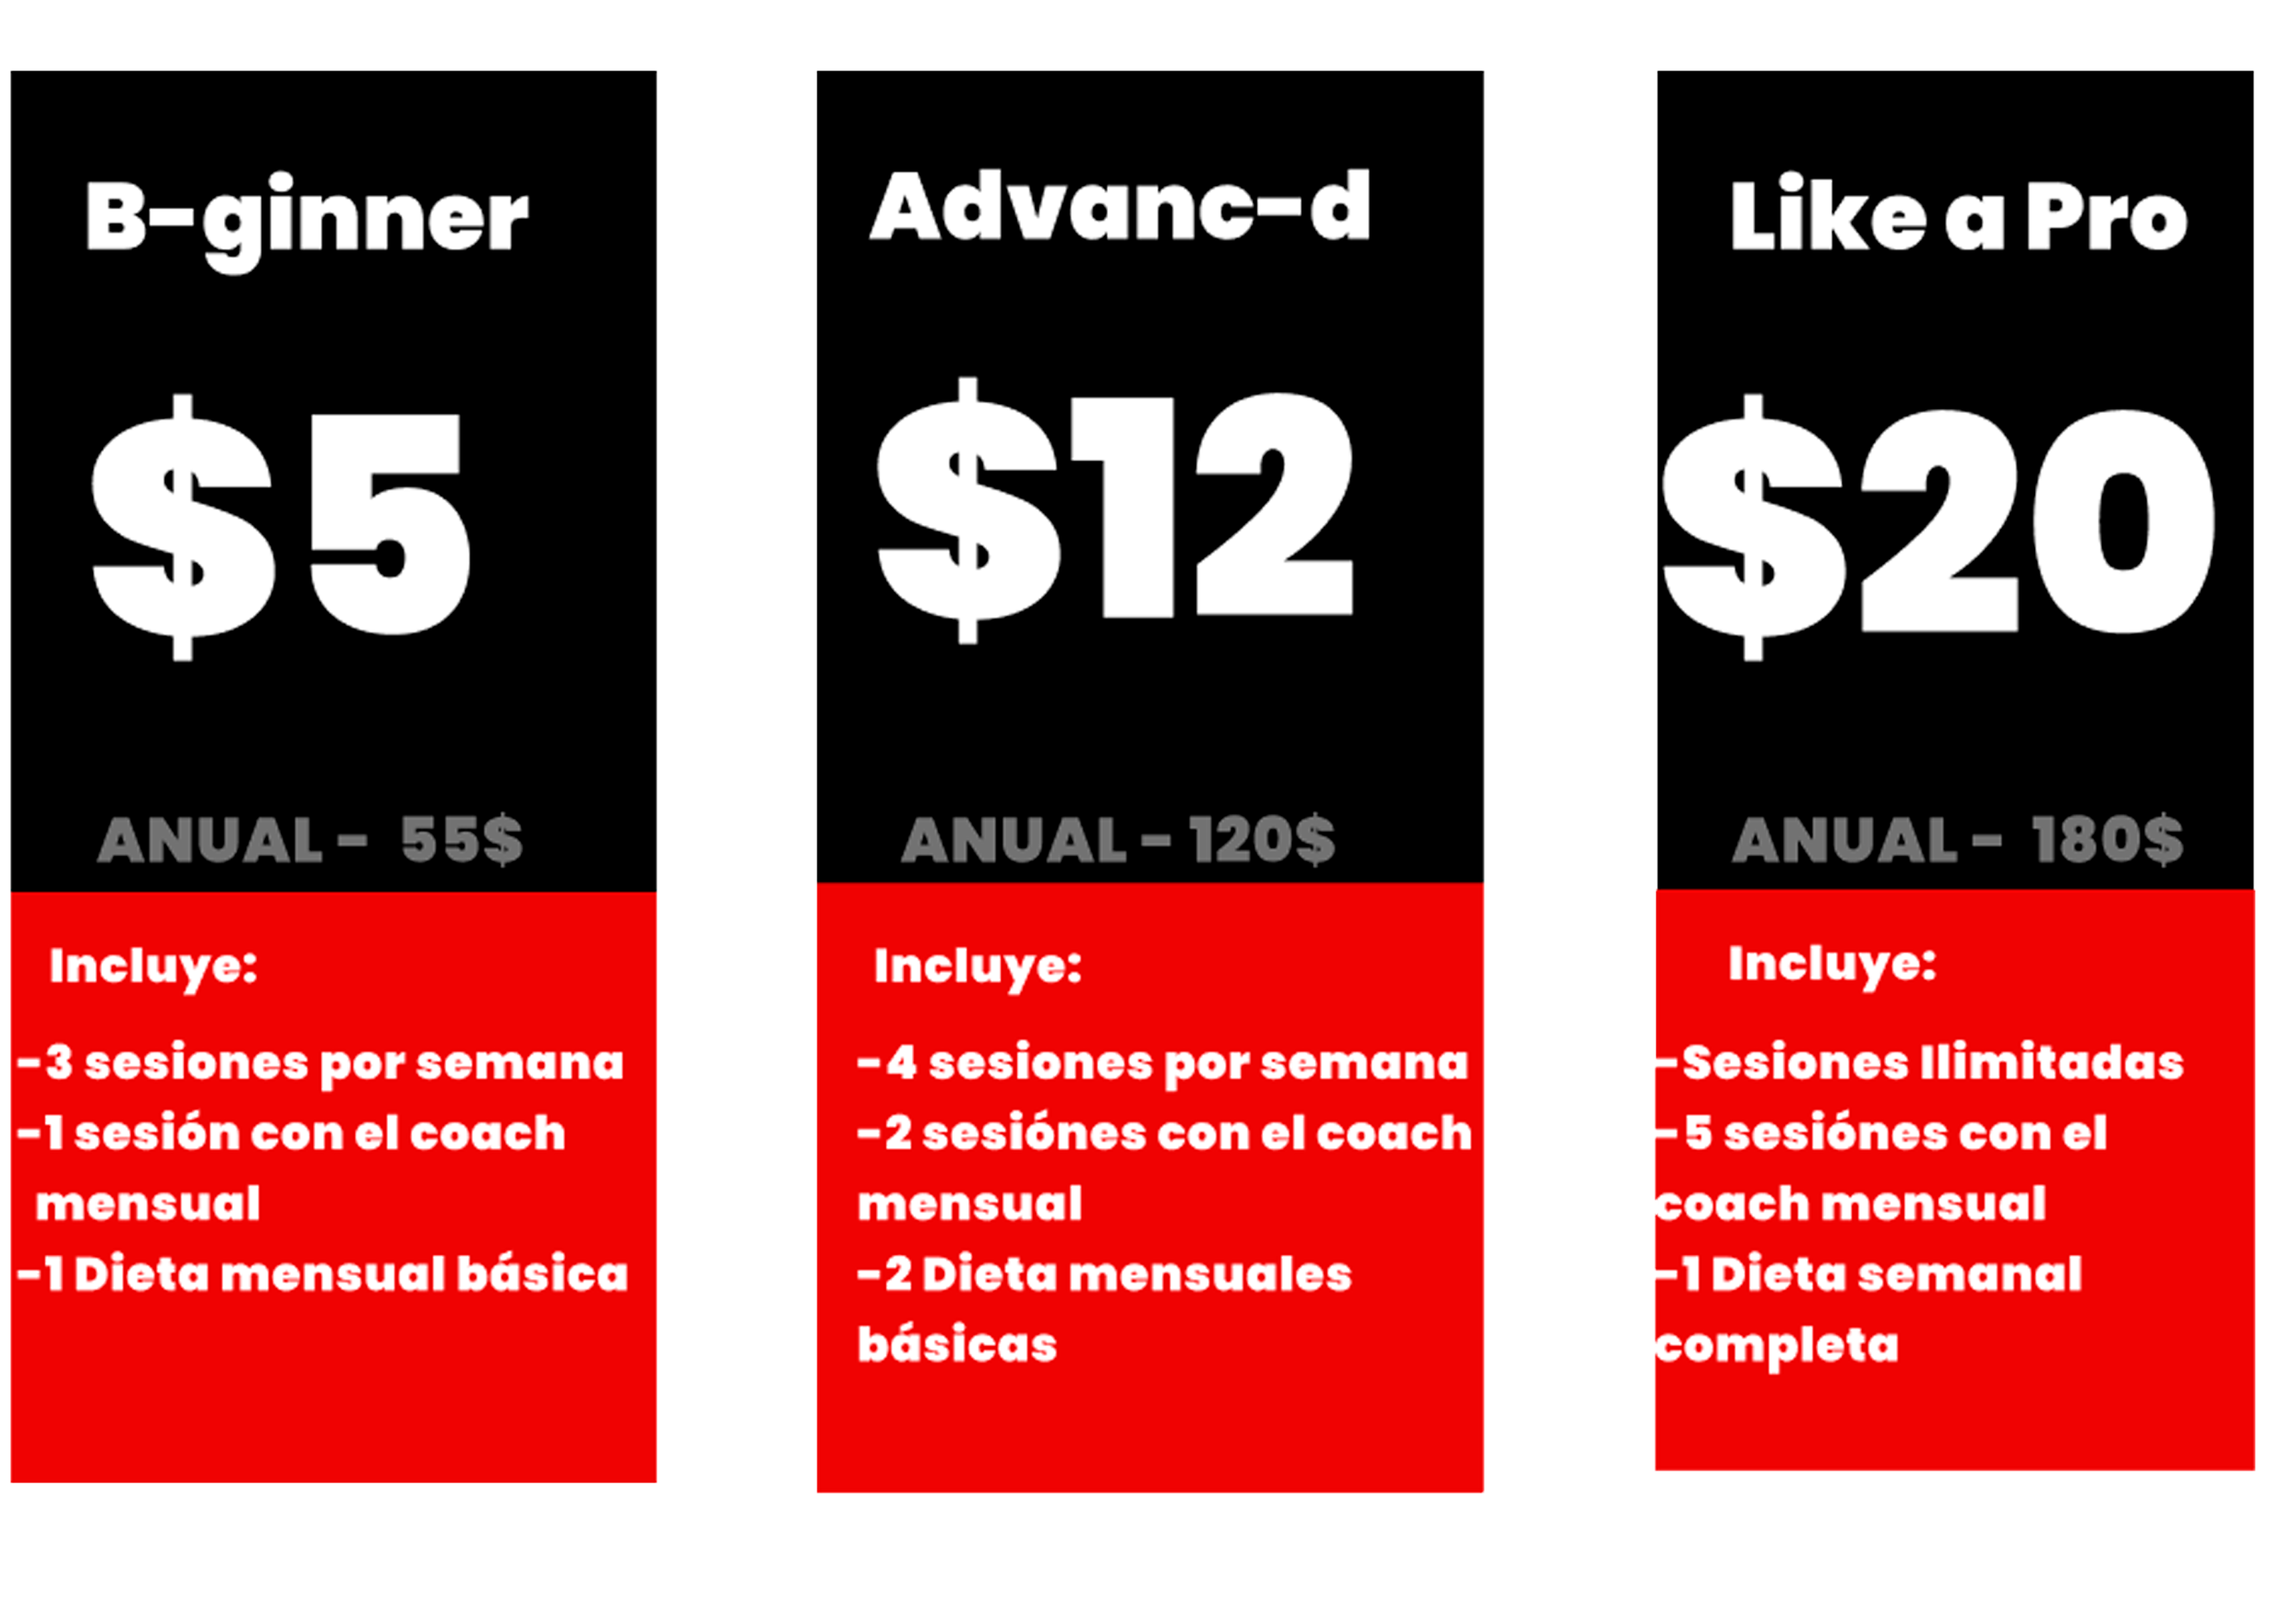 B-ginner
$5
ANUAL - 55$
Incluye:
-3 sesiones por semana
-1 sesión con el coach
mensual
-1 Dieta mensual básica
Advanc-d
$12
ANUAL - 120$
Incluye:
-4 sesiones por semana
-2 sesiónes con el coach
mensual
-2 Dieta mensuales
básicas
Like a Pro
$20
ANUAL - 180$
Incluye:
-Sesiones Ilimitadas
-5 sesiónes con el
coach mensual
-1 Dieta semanal
completa